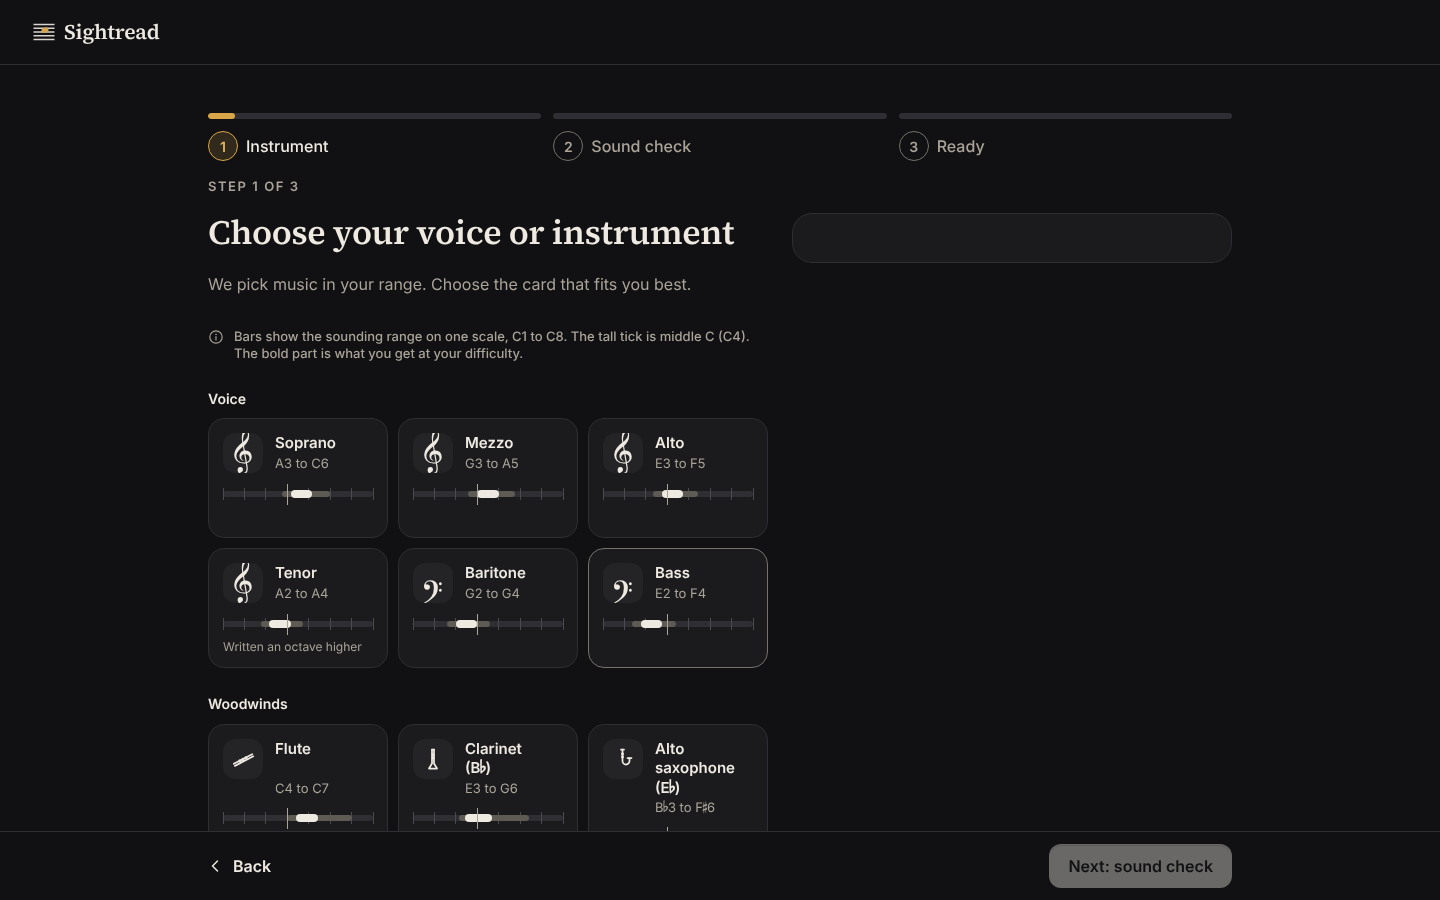 Sightread
1 Instrument
2 Sound check
3 Ready
STEP 1 OF 3
Choose your voice or instrument
We pick music in your range. Choose the card that fits you best.
Bars show the sounding range on one scale, C1 to C8. The tall tick is middle C (C4).
The bold part is what you get at your difficulty.
Voice
Soprano
A3 to C6
Mezzo
G3 to A5
Alto
E3 to F5
Tenor
A2 to A4
Written an octave higher
Baritone
G2 to G4
Bass
E2 to F4
Woodwinds
Flute
C4 to C7
Clarinet
(B♭)
E3 to G6
Alto
saxophone
(E♭)
B♭3 to F♯6
Back
Next: sound check